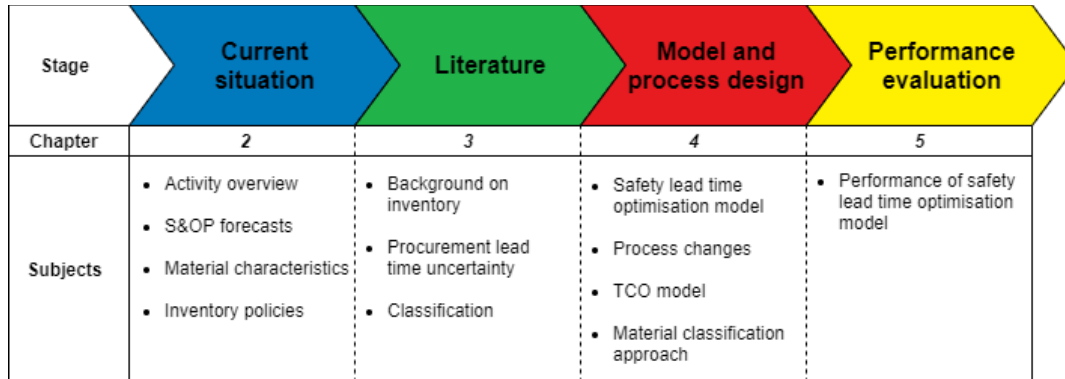 Stage
Current
situation
Literature
Model and
process design
Performance
evaluation
Chapter
2
3
4
5
Subjects
• Activity overview
• S&OP forecasts
• Material characteristics
• Inventory policies
• Background on
inventory
• Procurement lead
time uncertainty
• Classification
• Safety lead time
optimisation model
• Process changes
• TCO model
• Material classification
approach
• Performance of safety
lead time optimisation
model